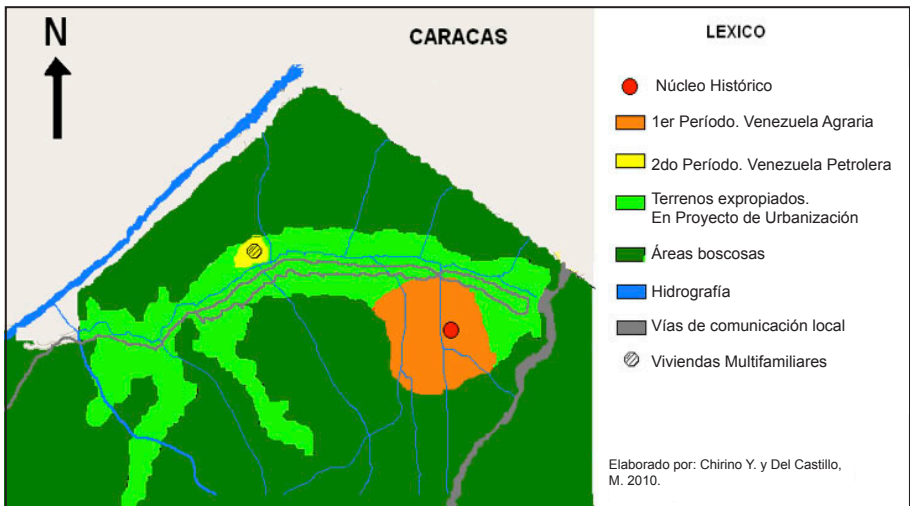 N
CARACAS
LEXICO
Núcleo Histórico
1er Período. Venezuela Agraria
2do Período. Venezuela Petrolera
Terrenos expropiados.
En Proyecto de Urbanización
Áreas boscosas
Hidrografía
Vías de comunicación local
Viviendas Multifamiliares
Elaborado por: Chirino Y. y Del Castillo,
M. 2010.